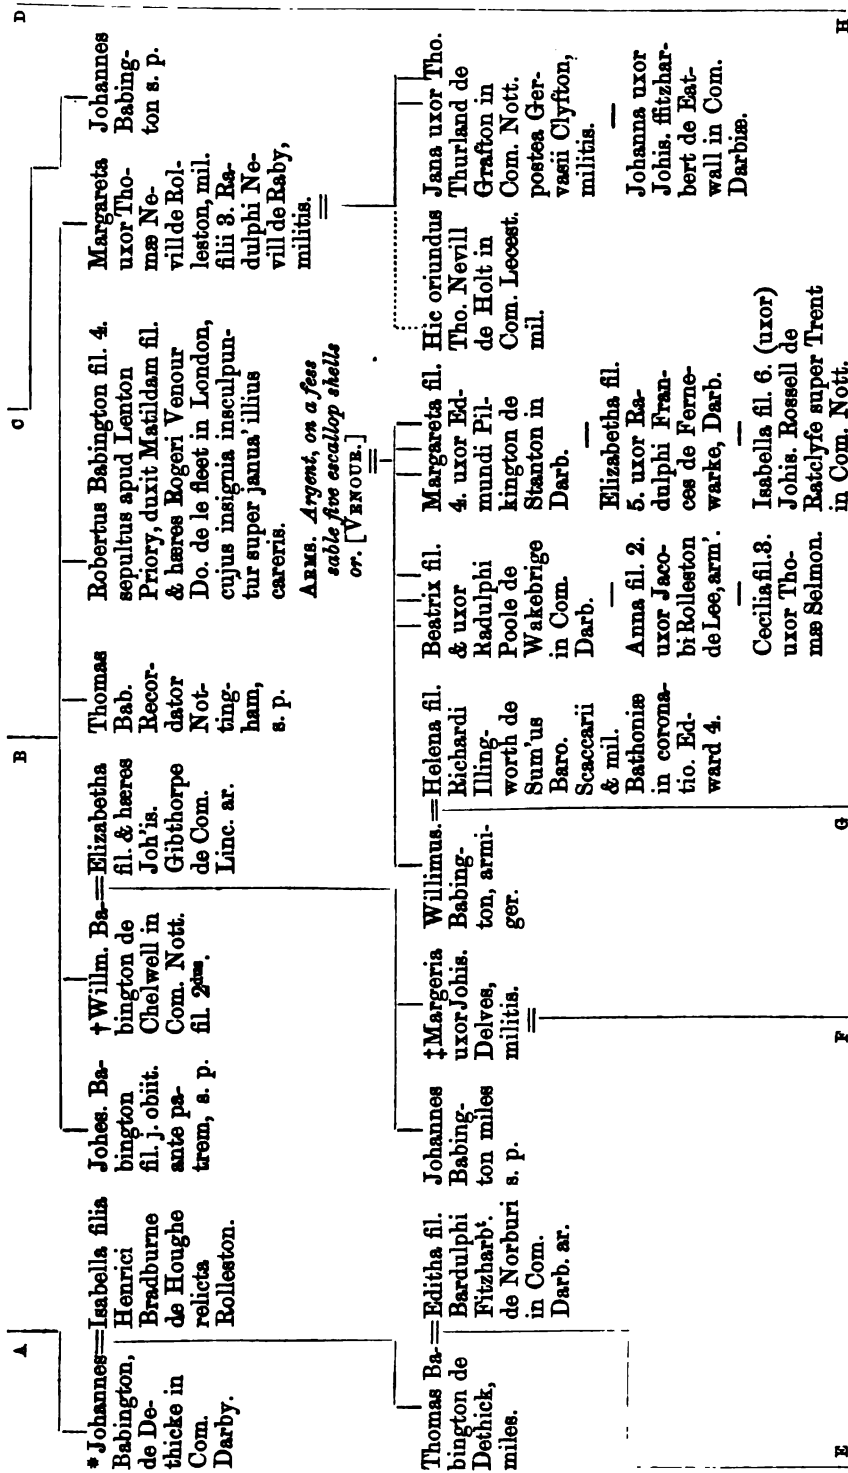 A
B
C
D
*Johannes=Isabella filia
Babington,
de De-
thicke in
Com.
Darby.
Henrici
Bradburne
de Houghe
relicta
Rolleston.
Johes. Ba-
bington
fil. j. obiit.
ante pa-
trem, s. p.
†Willm. Ba-=Elizabetha
bington de
Chelwell in
Com. Nott.
fil. 2dus.
fil. & hæres
Joh'is.
Gibthorpe
de Com.
Linc. ar.
Thomas
Bab.
Recor-
dator
Not-
ting-
ham,
s. p.
Robertus Babington fil. 4.
sepultus apud Lenton
Priory, duxit Matildam fil.
& hæres Rogeri Venour
Do. de le fleet in London,
cujus insignia insculpun-
tur super janua' illius
careris.
ARMS. Argent, on a fess
sable five escallop shells
or. [VENOUR.]
Margareta
uxor Tho-
mæ Ne-
vill de Rol-
leston, mil.
filii 3. Ra-
dulphi Ne-
vill de Raby,
militis.
Johannes
Babing-
ton s. p.
Thomas Ba-=Editha fil.
bington de
Dethick,
miles.
Bardulphi
Fitzharbt.
de Norburi
in Com.
Darb. ar.
Johannes
Babing-
ton miles
s. p.
‡Margeria
uxor Johis.
Delves,
militis.
Willimus.=Helena fil.
Babing-
ton, armi-
ger.
Richardi
Illing-
worth de
Sum'us
Baro.
Scaccarii
& mil.
Bathoniæ
in corona-
tio. Ed-
ward 4.
Beatrix fil.
& uxor
Radulphi
Poole de
Wakebrige
in Com.
Darb.
Anna fil. 2.
uxor Jaco-
bi Rolleston
de Lee, arm'.
Cecilia fil. 3.
uxor Tho-
mæ Selmon.
Margareta fil.
4. uxor Ed-
mundi Pil-
kington de
Stanton in
Darb.
Elizabetha fil.
5. uxor Ra-
dulphi Fran-
ces de Ferne-
warke, Darb.
Isabella fil. 6. (uxor)
Johis. Rossell de
Ratclyfe super Trent
in Com. Nott.
Hic oriundus
Tho. Nevill
de Holt in
Com. Lecest.
mil.
Jana uxor Tho.
Thurland de
Grafton in
Com. Nott.
postea Ger-
vasii Clyfton,
militis.
Johanna uxor
Johis. ffitzhar-
bert de Eat-
wall in Com.
Darbiæ.
E
F
G
H